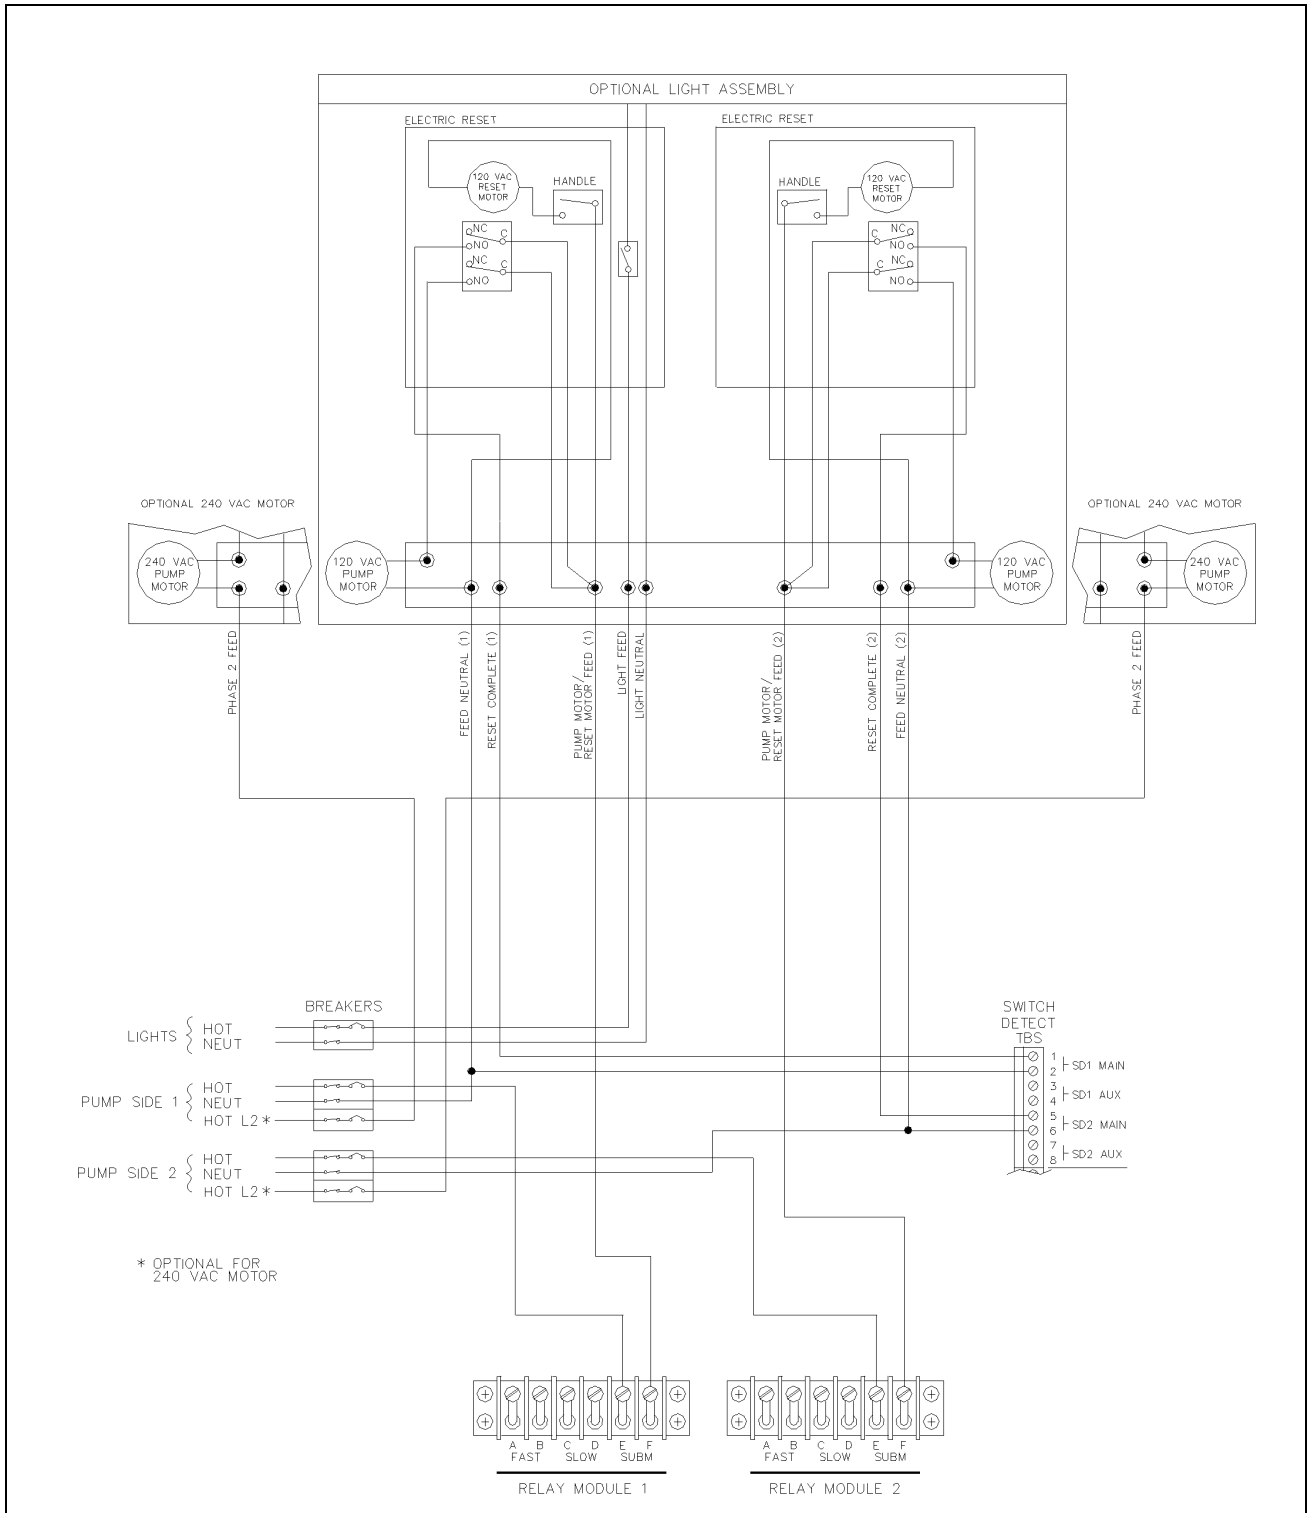 OPTIONAL LIGHT ASSEMBLY
ELECTRIC RESET
ELECTRIC RESET
120 VAC
RESET
MOTOR
HANDLE
HANDLE
120 VAC
RESET
MOTOR
NC
C
NO
NC
C
NO
NC
C
NO
NC
C
NO
OPTIONAL 240 VAC MOTOR
OPTIONAL 240 VAC MOTOR
240 VAC
PUMP
MOTOR
120 VAC
PUMP
MOTOR
120 VAC
PUMP
MOTOR
240 VAC
PUMP
MOTOR
PHASE 2 FEED
FEED NEUTRAL (1)
RESET COMPLETE (1)
PUMP MOTOR/
RESET MOTOR FEED (1)
LIGHT FEED
LIGHT NEUTRAL
PUMP MOTOR/
RESET MOTOR FEED (2)
RESET COMPLETE (2)
FEED NEUTRAL (2)
PHASE 2 FEED
BREAKERS
LIGHTS { HOT
NEUT
PUMP SIDE 1 { HOT
NEUT
HOT L2 *
PUMP SIDE 2 { HOT
NEUT
HOT L2 *
* OPTIONAL FOR
240 VAC MOTOR
SWITCH
DETECT
TBS
1
2
SD1 MAIN
3
4
SD1 AUX
5
6
SD2 MAIN
7
8
SD2 AUX
A B C D E F
FAST SLOW SUBM
RELAY MODULE 1
A B C D E F
FAST SLOW SUBM
RELAY MODULE 2